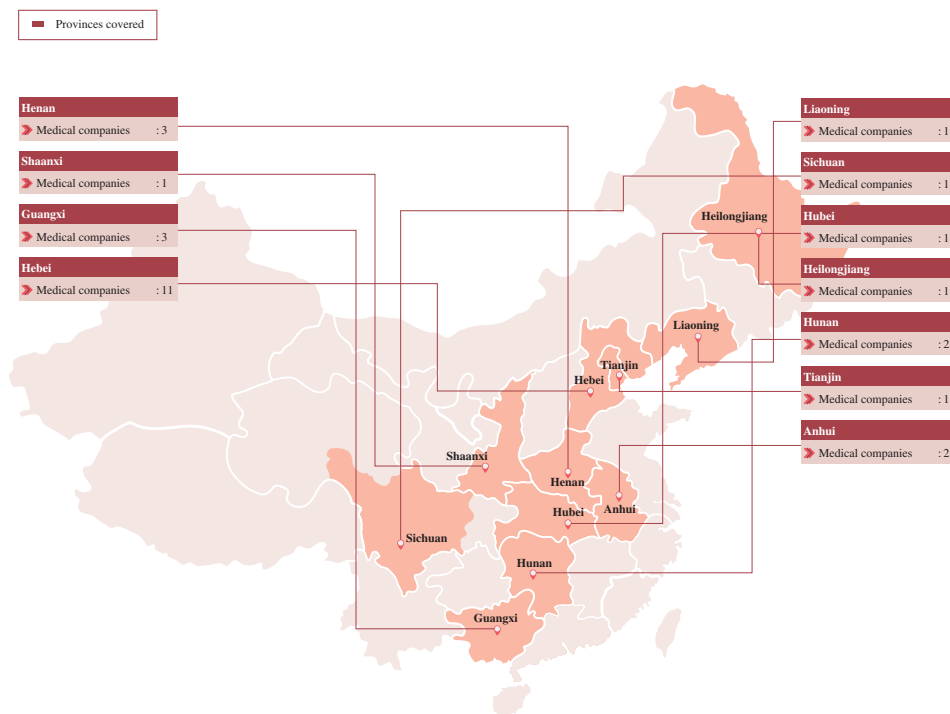 Provinces covered
Henan
Medical companies : 3
Shaanxi
Medical companies : 1
Guangxi
Medical companies : 3
Hebei
Medical companies : 11
Liaoning
Medical companies : 1
Sichuan
Medical companies : 1
Hubei
Medical companies : 1
Heilongjiang
Medical companies : 1
Hunan
Medical companies : 2
Tianjin
Medical companies : 1
Anhui
Medical companies : 2
Heilongjiang
Liaoning
Tianjin
Hebei
Shaanxi
Henan
Anhui
Hubei
Sichuan
Hunan
Guangxi